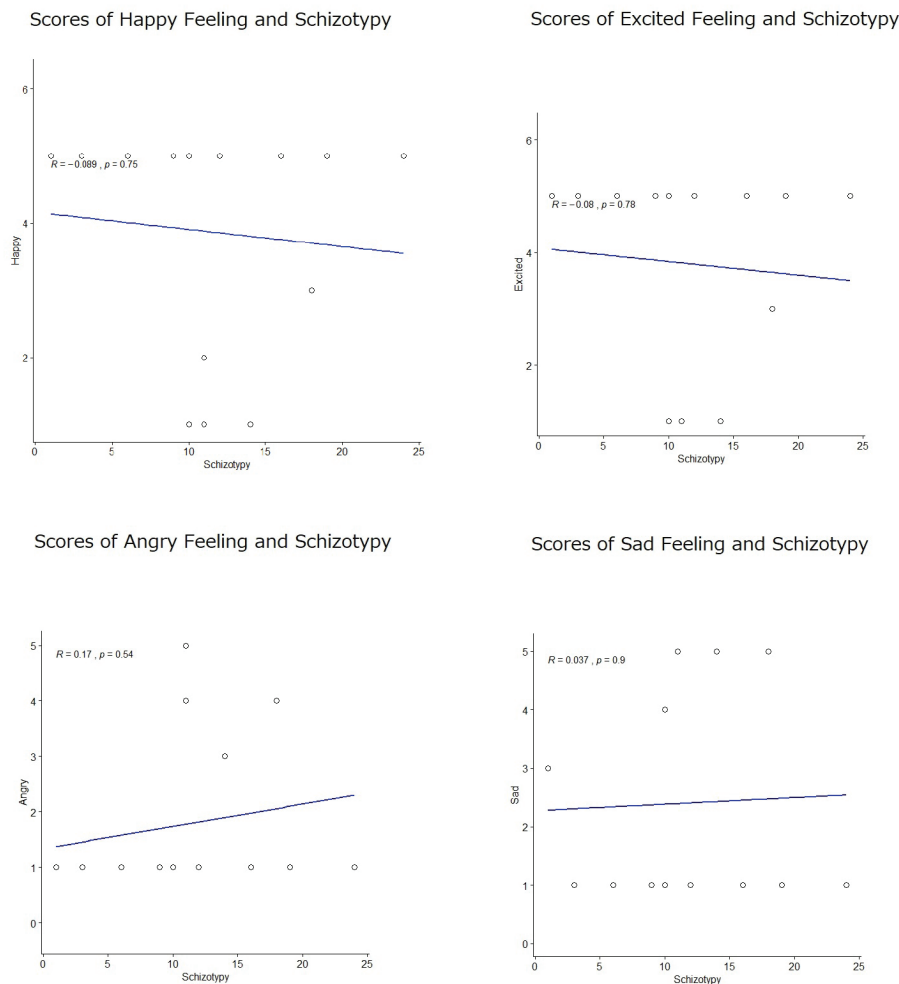 Scores of Happy Feeling and Schizotypy
6
R = −0.089 , p = 0.75
4
Happy
2
0 5 10 15 20 25
Schizotypy
Scores of Excited Feeling and Schizotypy
6
R = −0.08 , p = 0.78
4
Excited
2
0 5 10 15 20 25
Schizotypy
Scores of Angry Feeling and Schizotypy
5
R = 0.17 , p = 0.54
4
3
Angry
2
1
0
0 5 10 15 20 25
Schizotypy
Scores of Sad Feeling and Schizotypy
5
R = 0.037 , p = 0.9
4
3
Sad
2
1
0
0 5 10 15 20 25
Schizotypy